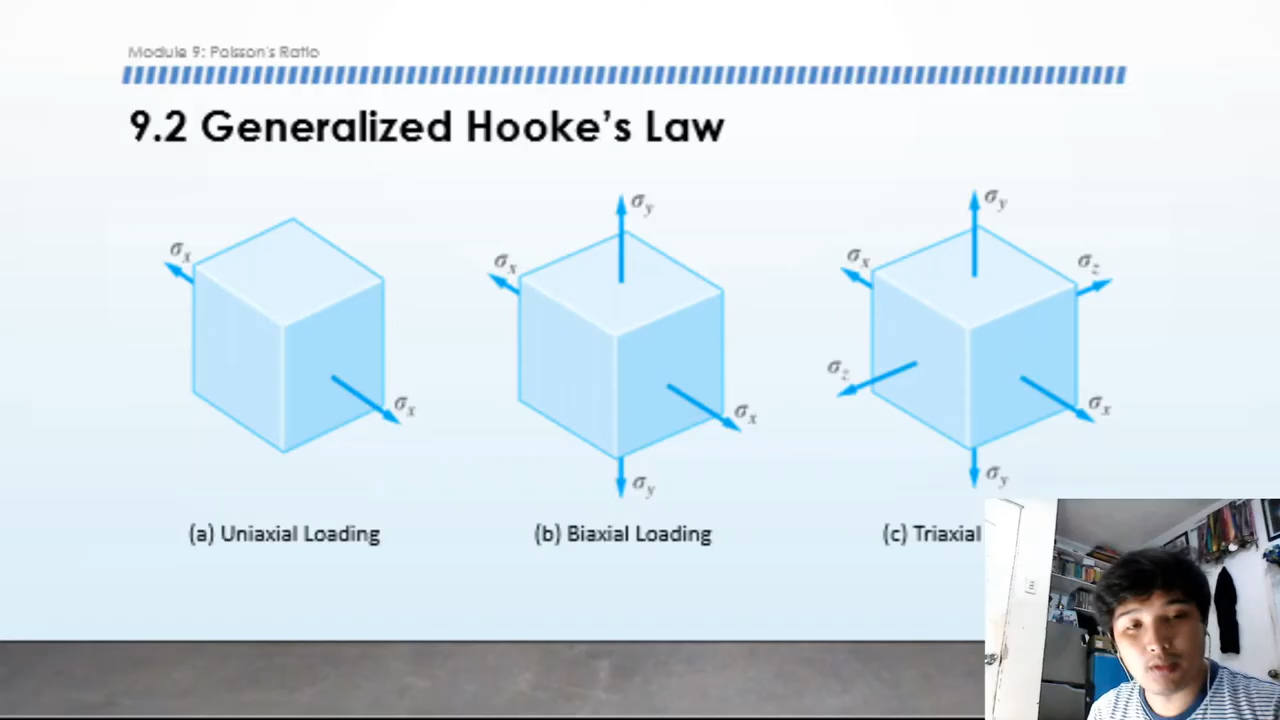 Module 9: Poisson's Ratio
9.2 Generalized Hooke's Law
σx
σx
σy
σx
σx
σy
σy
σx
σz
σz
σx
σy
(a) Uniaxial Loading
(b) Biaxial Loading
(c) Triaxial